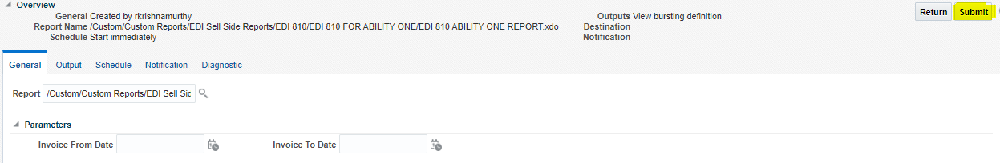 Overview
General Created by rkrishnamurthy
Outputs View bursting definition
Return Submit
Report Name /Custom/Custom Reports/EDI Sell Side Reports/EDI 810/EDI 810 FOR ABILITY ONE/EDI 810 ABILITY ONE REPORT.xdo
Destination
Schedule Start immediately
Notification
General Output Schedule Notification Diagnostic
Report /Custom/Custom Reports/EDI Sell Sid
Parameters
Invoice From Date Invoice To Date